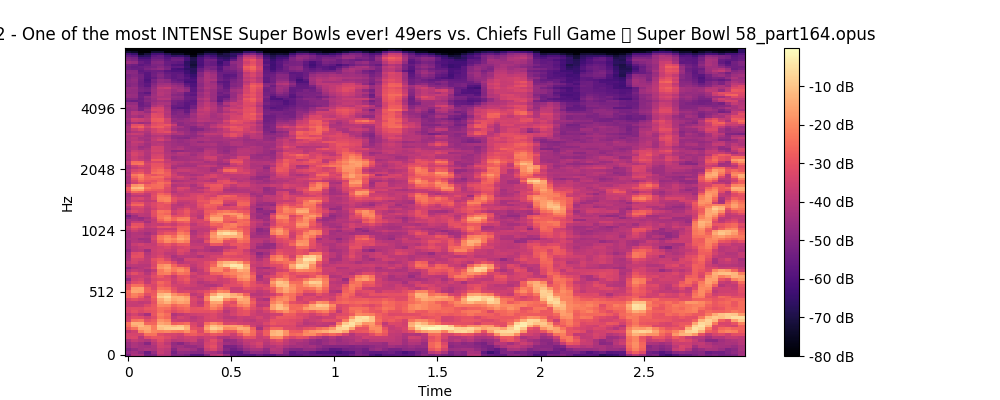 2 - One of the most INTENSE Super Bowls ever! 49ers vs. Chiefs Full Game ▯ Super Bowl 58_part164.opus
4096
2048
1024
512
0
Hz
0
0.5
1
1.5
2
2.5
Time
-10 dB
-20 dB
-30 dB
-40 dB
-50 dB
-60 dB
-70 dB
-80 dB